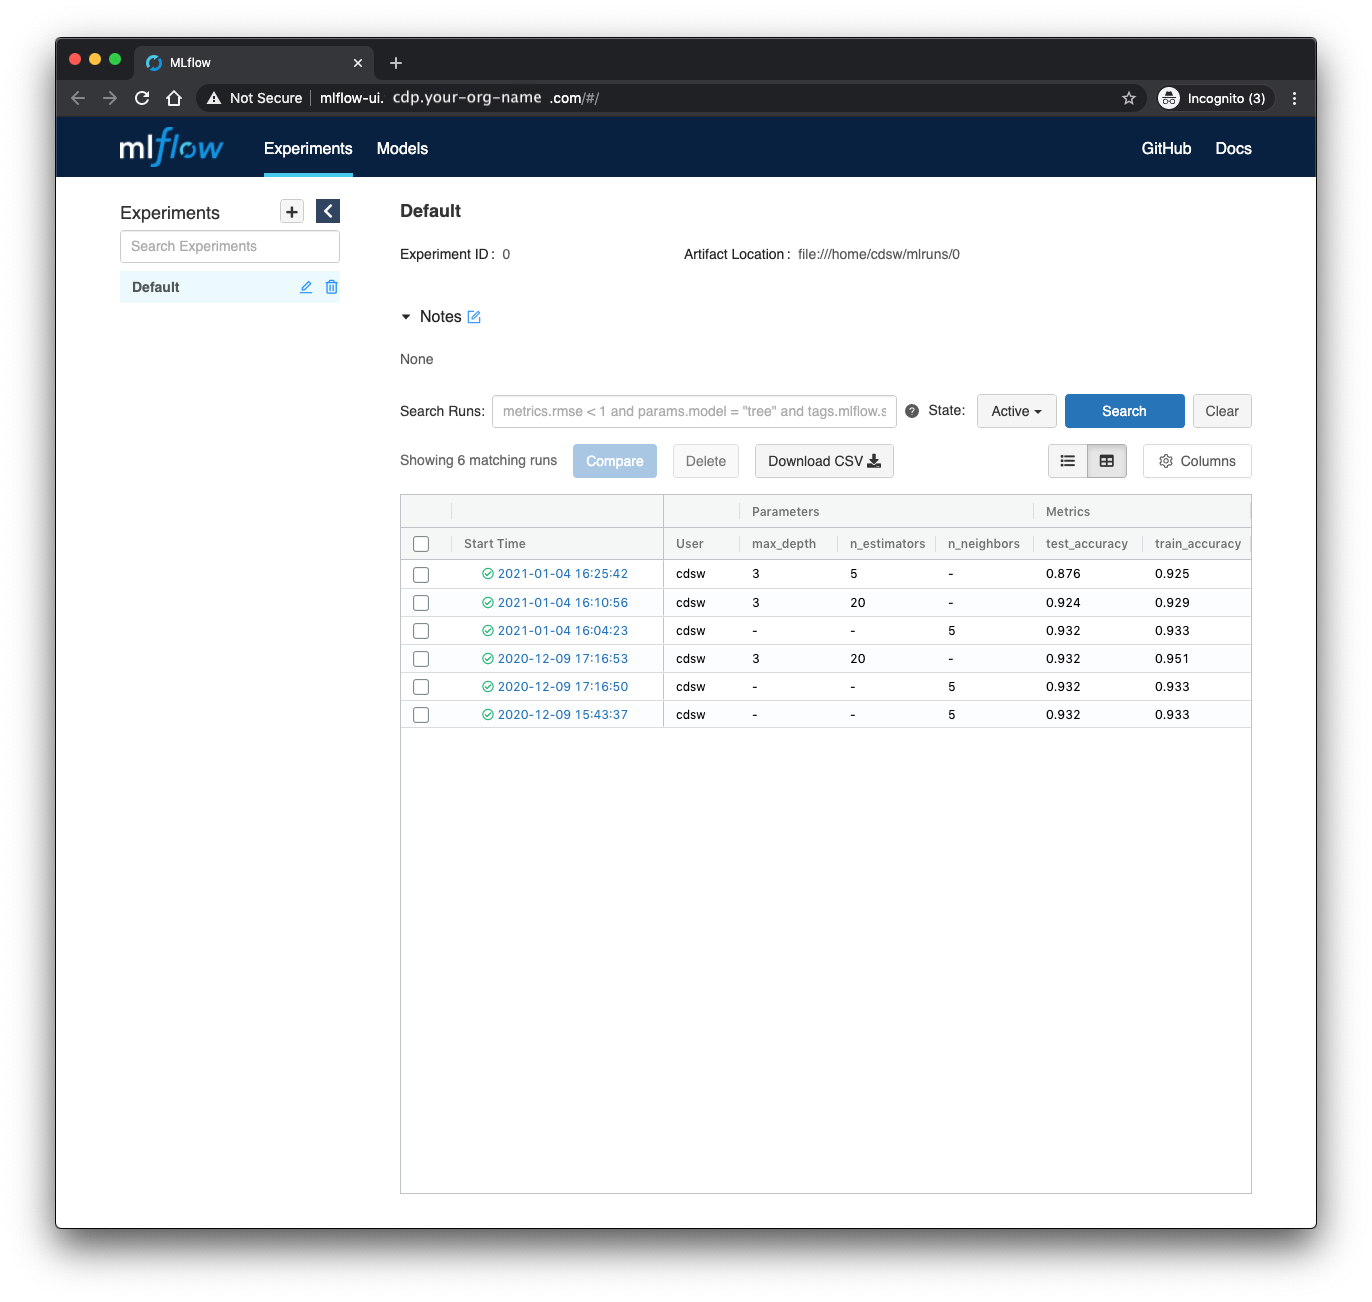 MLflow
Not Secure mlflow-ui. cdp.your-org-name .com/#/ Incognito (3)
mlflow Experiments Models GitHub Docs
Experiments
Search Experiments
Default
Default
Experiment ID: 0 Artifact Location: file:///home/cdsw/mlruns/0
Notes
None
Search Runs: metrics.rmse < 1 and params.model = "tree" and tags.mlflow.s ? State: Active Search Clear
Showing 6 matching runs Compare Delete Download CSV Columns
Parameters Metrics
Start Time User max_depth n_estimators n_neighbors test_accuracy train_accuracy
2021-01-04 16:25:42 cdsw 3 5 - 0.876 0.925
2021-01-04 16:10:56 cdsw 3 20 - 0.924 0.929
2021-01-04 16:04:23 cdsw - - 5 0.932 0.933
2020-12-09 17:16:53 cdsw 3 20 - 0.932 0.951
2020-12-09 17:16:50 cdsw - - 5 0.932 0.933
2020-12-09 15:43:37 cdsw - - 5 0.932 0.933